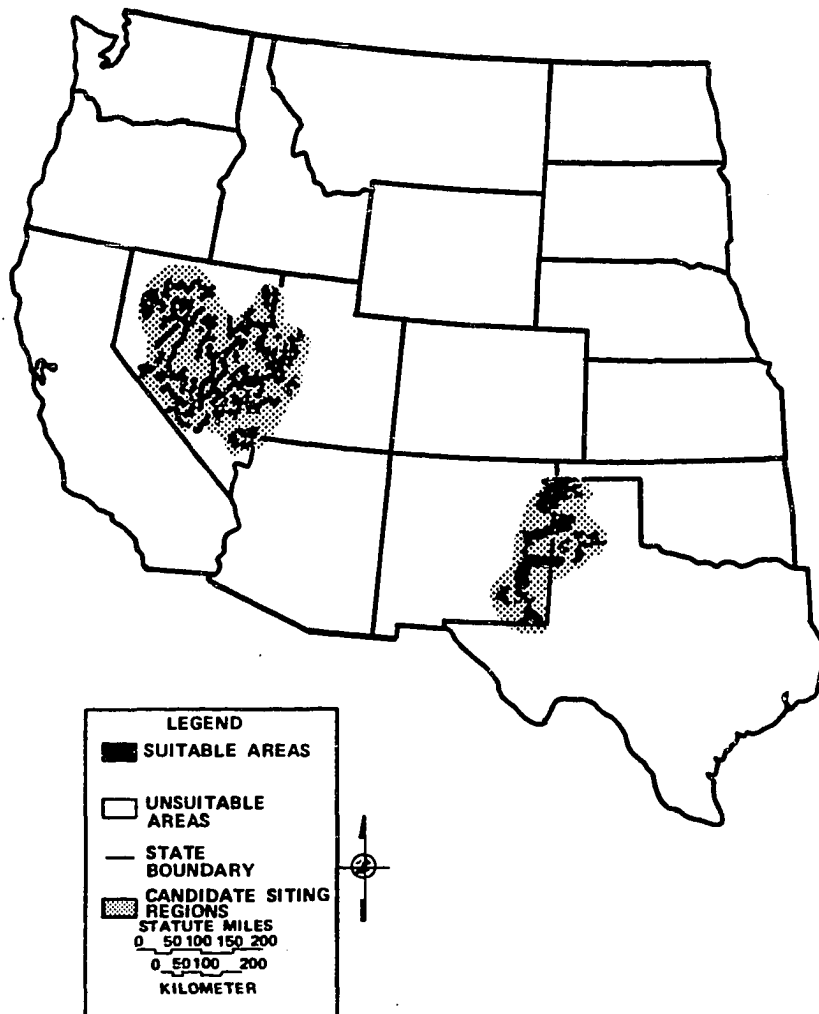 LEGEND
SUITABLE AREAS
UNSUITABLE
AREAS
STATE
BOUNDARY
CANDIDATE SITING
REGIONS
STATUTE MILES
0 50 100 150 200
0 50 100 200
KILOMETER